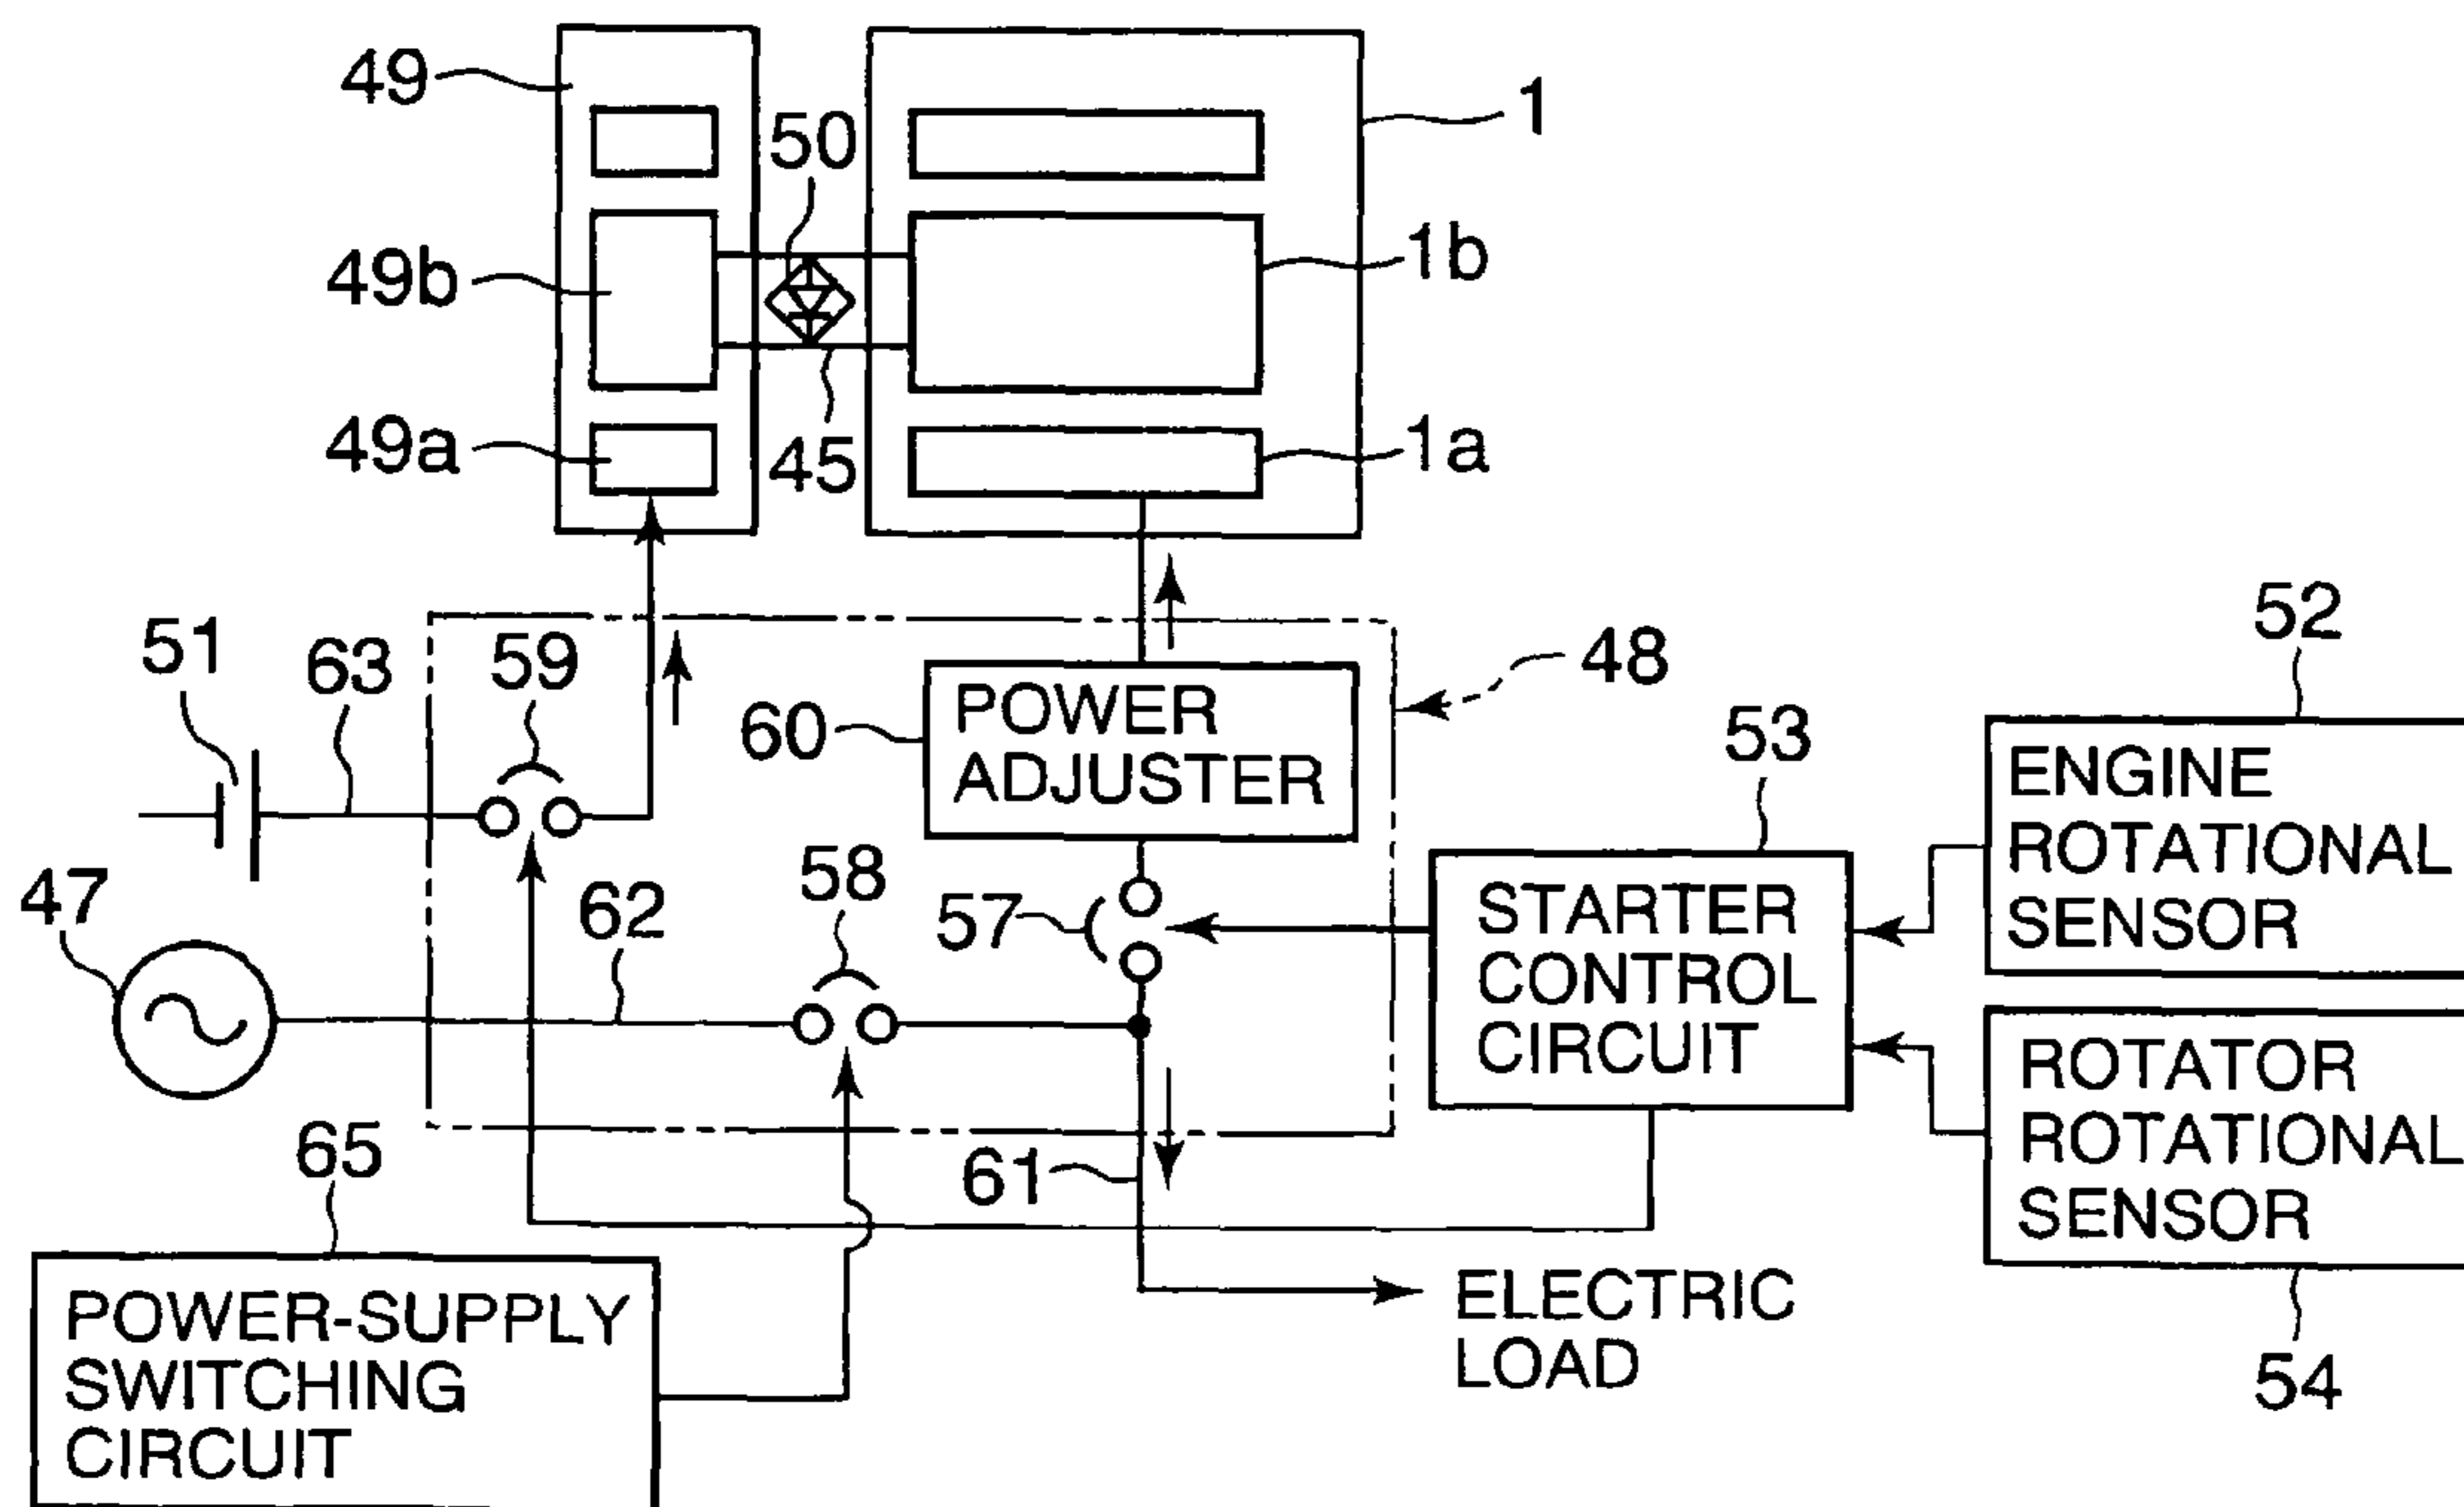 49
50
1
49b
1b
49a
45
1a
51
63
59
52
48
60
POWER
ADJUSTER
53
ENGINE
ROTATIONAL
SENSOR
47
62
58
57
STARTER
CONTROL
CIRCUIT
ROTATOR
ROTATIONAL
SENSOR
65
61
54
POWER-SUPPLY
SWITCHING
CIRCUIT
ELECTRIC
LOAD